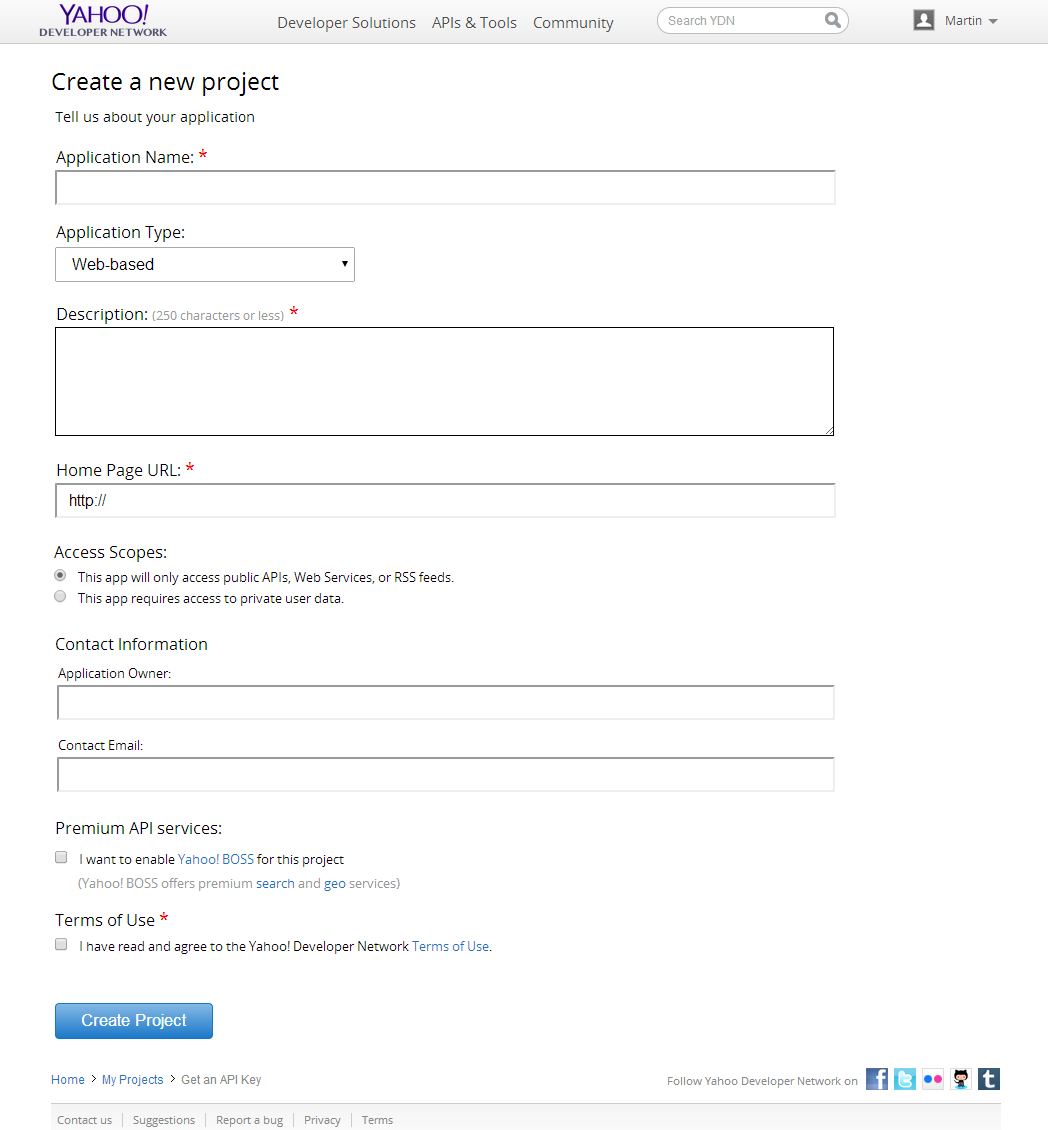 YAHOO!
DEVELOPER NETWORK
Developer Solutions APIs & Tools Community
Search YDN
Martin
Create a new project
Tell us about your application
Application Name: *
Application Type:
Web-based
Description: (250 characters or less) *
Home Page URL: *
http://
Access Scopes:
This app will only access public APIs, Web Services, or RSS feeds.
This app requires access to private user data.
Contact Information
Application Owner:
Contact Email:
Premium API services:
I want to enable Yahoo! BOSS for this project
(Yahoo! BOSS offers premium search and geo services)
Terms of Use *
I have read and agree to the Yahoo! Developer Network Terms of Use.
Create Project
Home > My Projects > Get an API Key
Follow Yahoo Developer Network on f t t
Contact us | Suggestions | Report a bug | Privacy | Terms